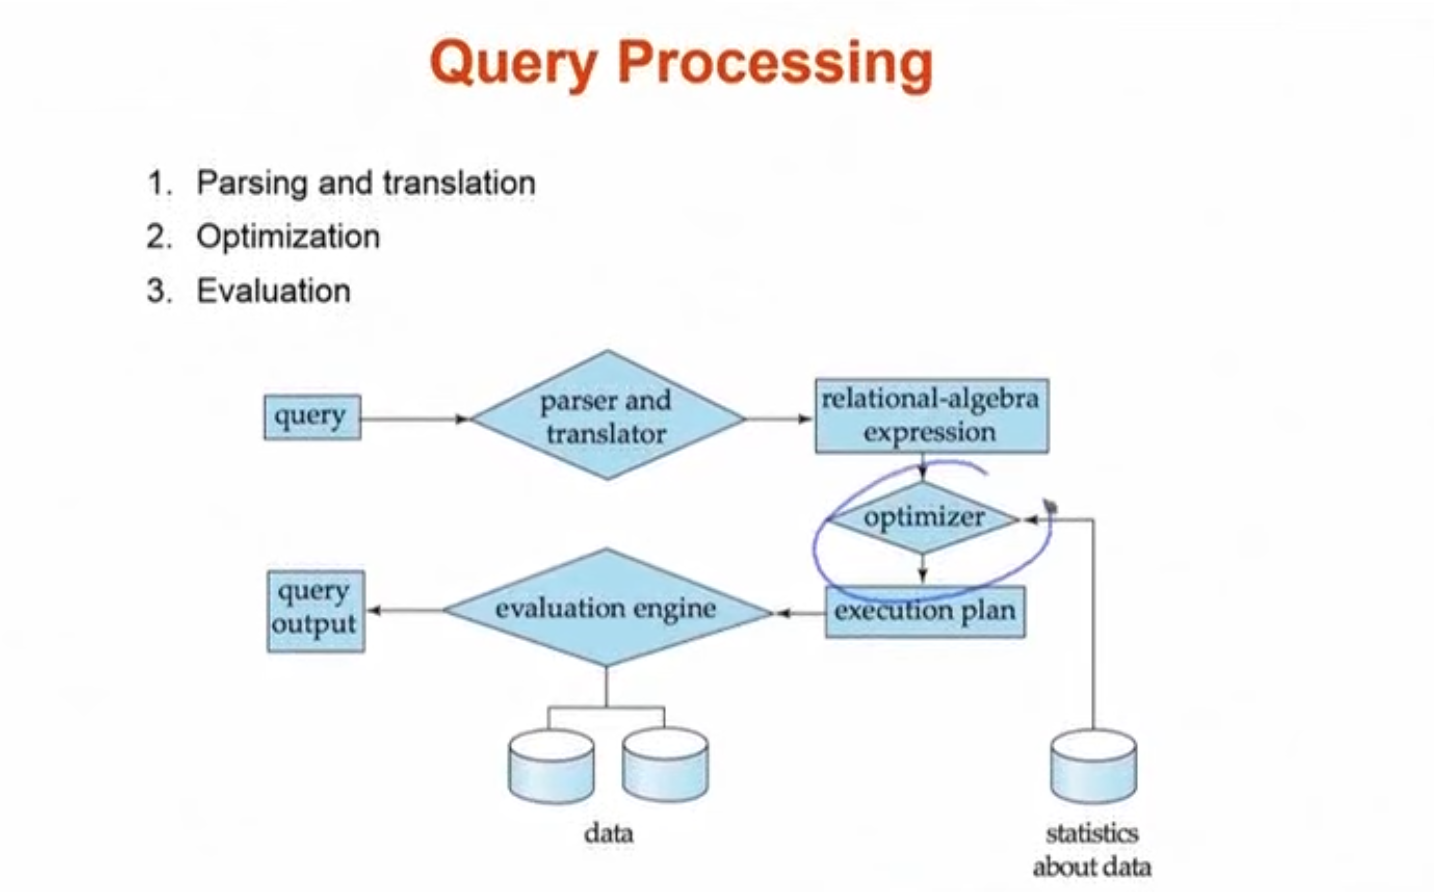 Query Processing
1. Parsing and translation
2. Optimization
3. Evaluation
query
parser and
translator
relational-algebra
expression
optimizer
query
output
evaluation engine
execution plan
data
statistics
about data